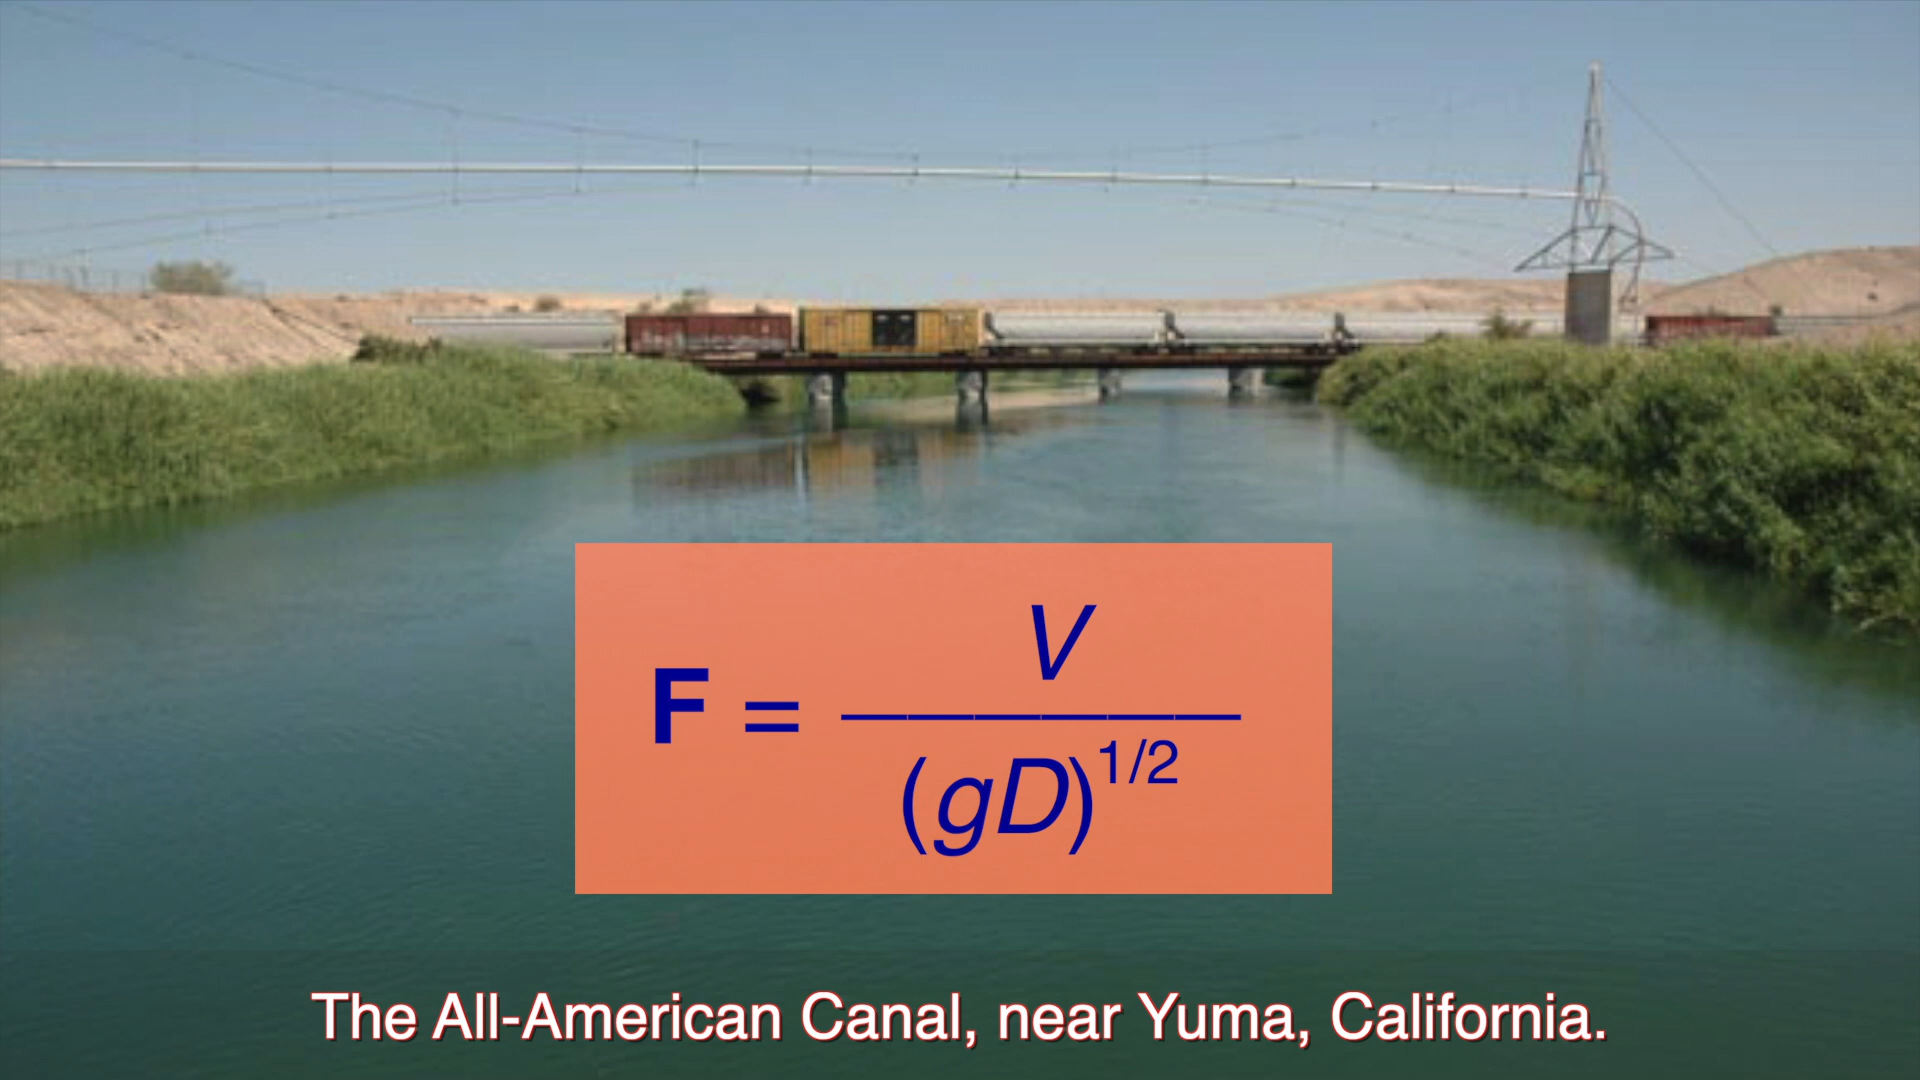 F = V / (gD)^1/2
The All-American Canal, near Yuma, California.